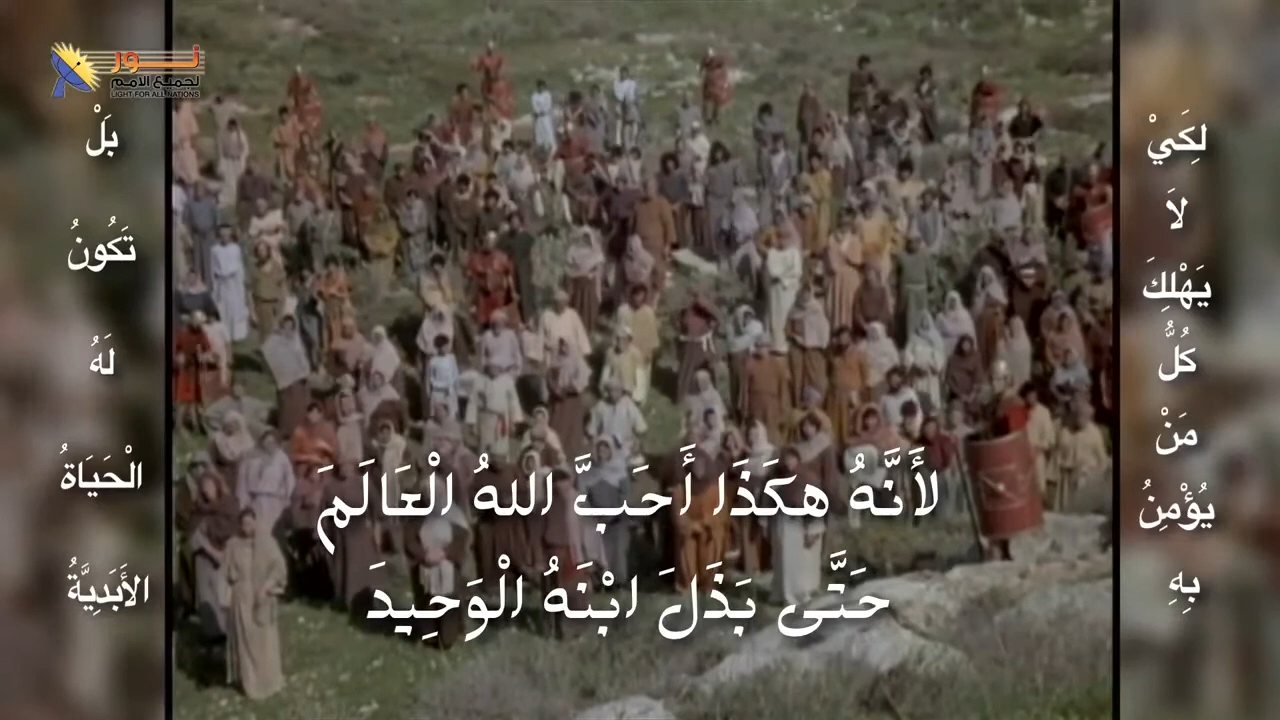 نور
لجميع الأمم
LIGHT FOR ALL NATIONS
لأَنَّهُ هكَذَا أَحَبَّ اللهُ الْعَالَمَ
حَتَّى بَذَلَ ابْنَهُ الْوَحِيدَ
لِكَيْ
لاَ
يَهْلِكَ
كُلُّ
مَنْ
يُؤْمِنُ
بِهِ
بَلْ
تَكُونُ
لَهُ
الْحَيَاةُ
الأَبَدِيَّةُ